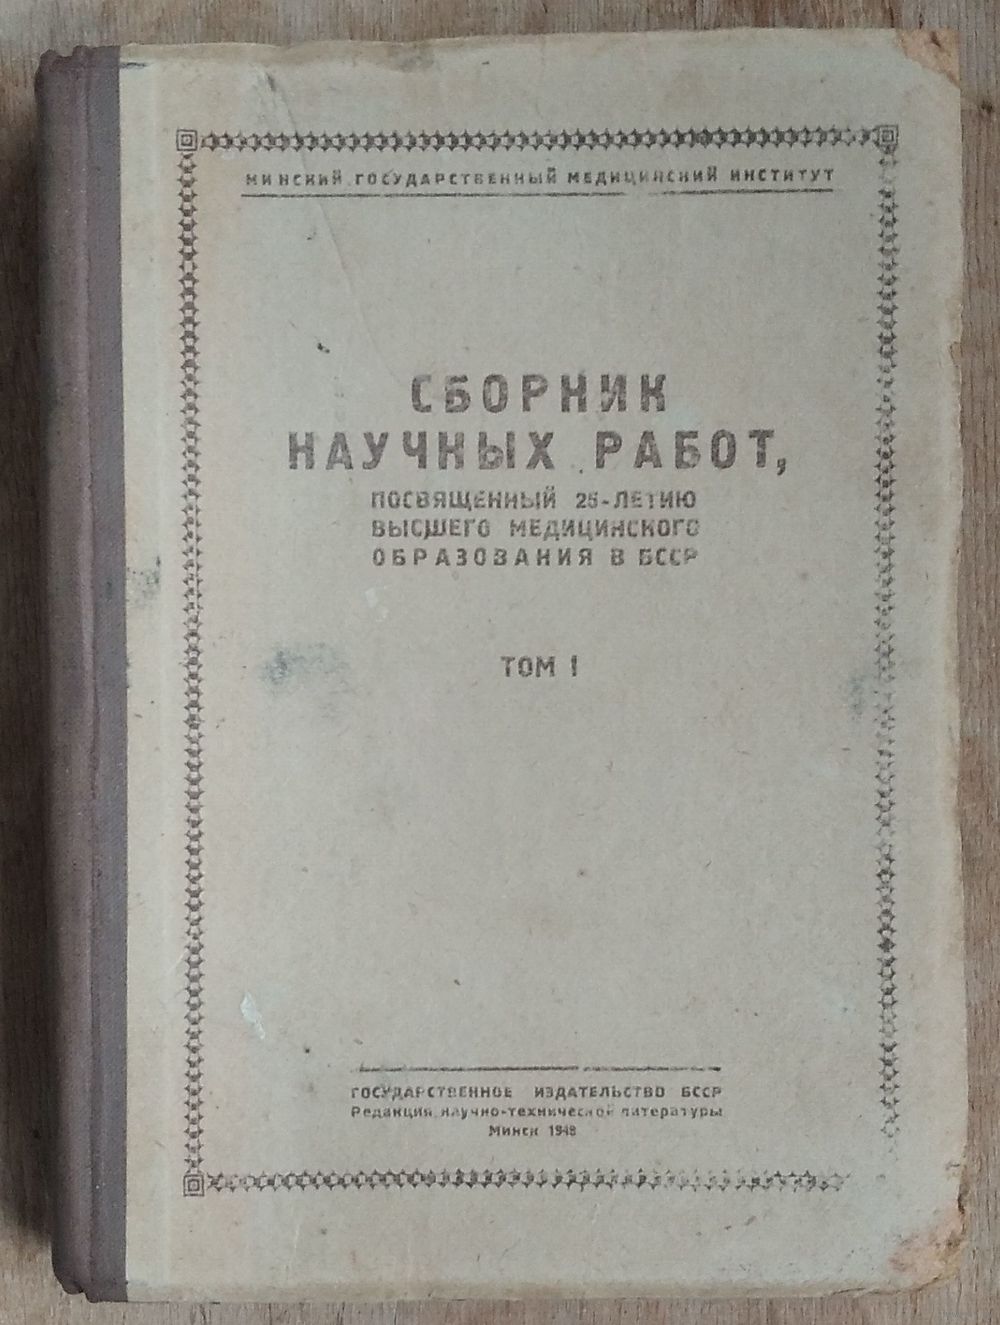 МИНСКИЙ ГОСУДАРСТВЕННЫЙ МЕДИЦИНСКИЙ ИНСТИТУТ
СБОРНИК
НАУЧНЫХ РАБОТ,
ПОСВЯЩЕННЫЙ 25-ЛЕТИЮ
ВЫСШЕГО МЕДИЦИНСКОГО
ОБРАЗОВАНИЯ В БССР
ТОМ I
ГОСУДАРСТВЕННОЕ ИЗДАТЕЛЬСТВО БССР
Редакция научно-технической литературы
Минск 1948